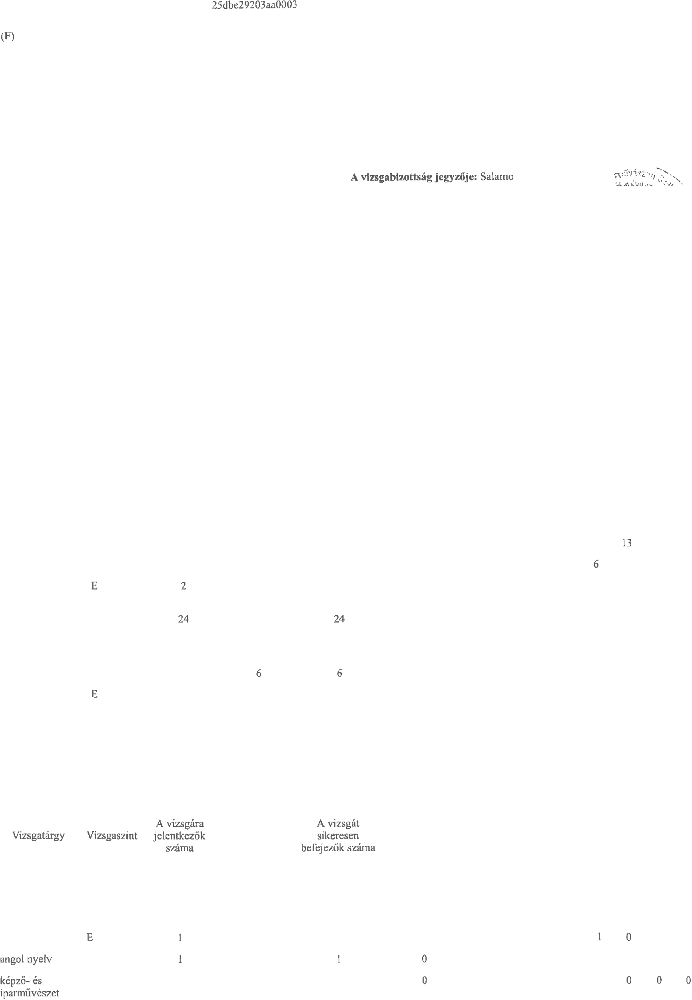 25dbe29203aa0003
(F)
A vizsgabizottság jegyzője: Salamo
13
6
E 2
24 24
6 6
E
Vizsgatárgy Vizsgaszint A vizsgára jelentkezők száma A vizsgát sikeresen befejezők száma
E 1 1 0
angol nyelv 1 1 0
képző- és 0 0 0 0
iparművészet